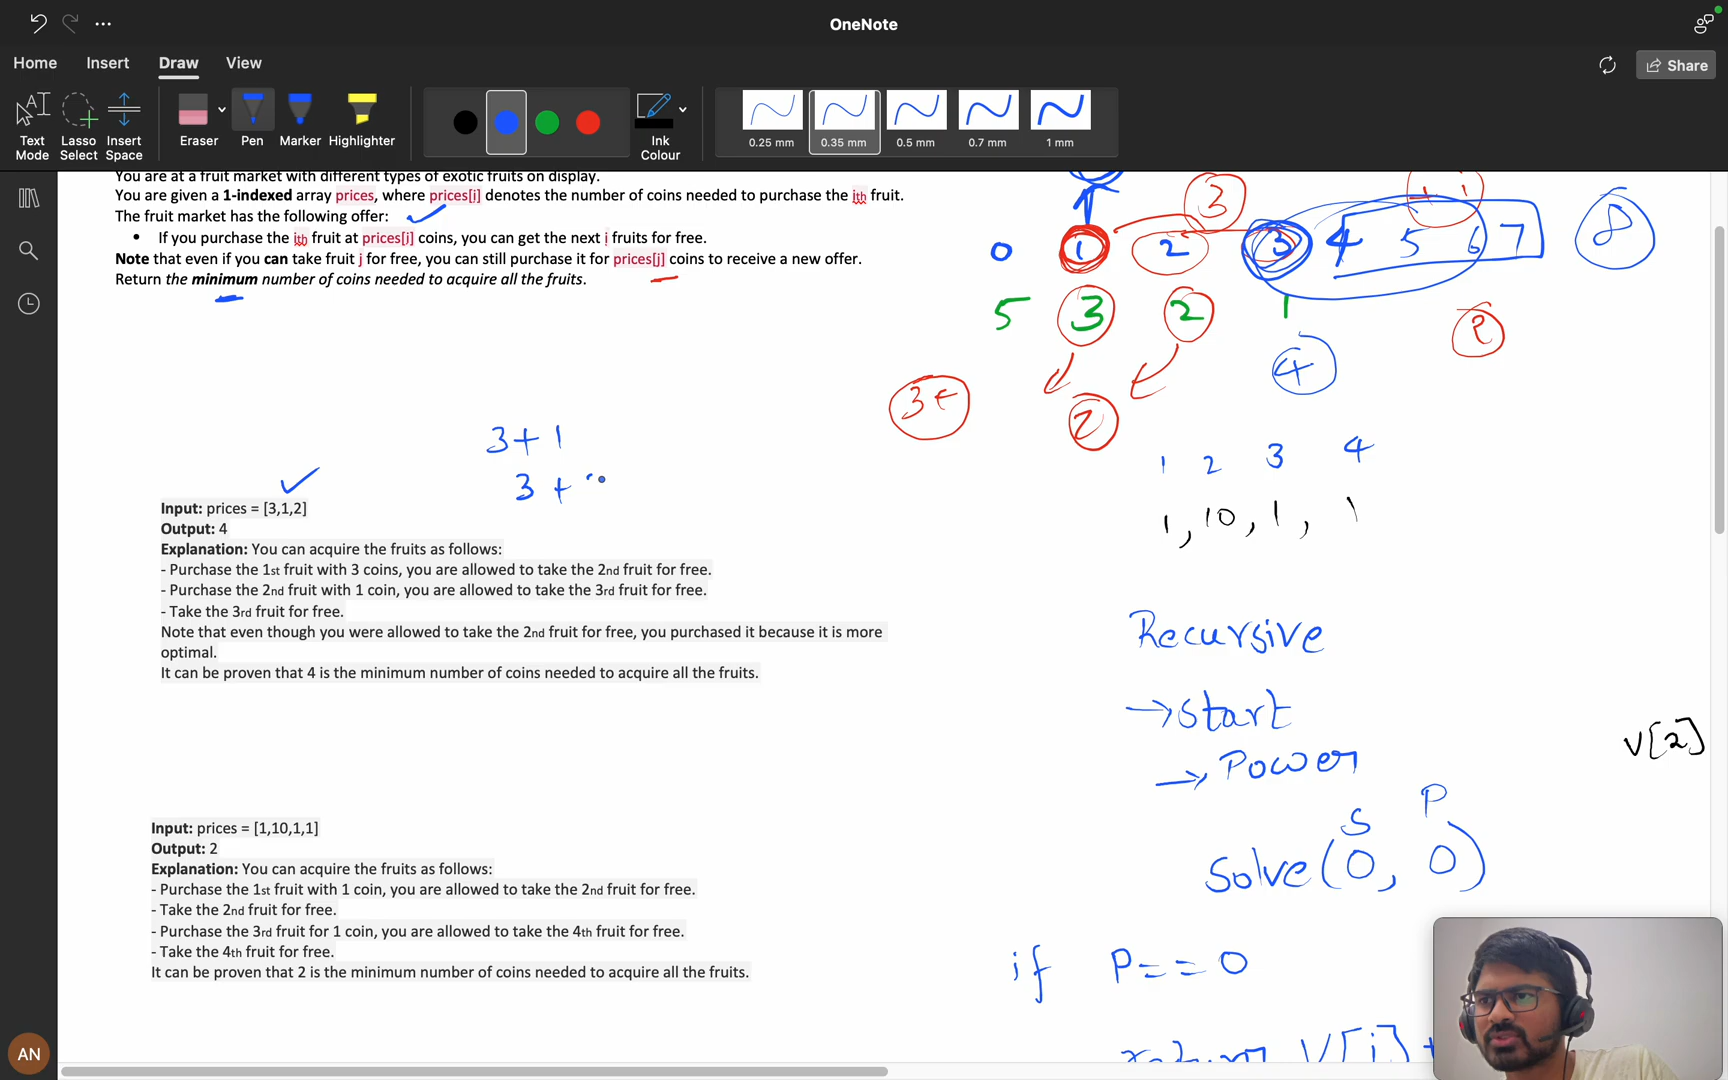 OneNote
Home Insert Draw View
Share
Text Mode
Lasso Select
Insert Space
Eraser
Pen
Marker
Highlighter
Ink Colour
0.25 mm
0.35 mm
0.5 mm
0.7 mm
1 mm
You are at a fruit market with different types of exotic fruits on display.
You are given a 1-indexed array prices, where prices[i] denotes the number of coins needed to purchase the ith fruit.
The fruit market has the following offer:
• If you purchase the ith fruit at prices[i] coins, you can get the next i fruits for free.
Note that even if you can take fruit j for free, you can still purchase it for prices[j] coins to receive a new offer.
Return the minimum number of coins needed to acquire all the fruits.
3
0 1 2 3 4 5 6 7 8
5 3 2 1
2
4
3+
2
3+1
3+
1 2 3 4
1, 10, 1, 1
Input: prices = [3,1,2]
Output: 4
Explanation: You can acquire the fruits as follows:
- Purchase the 1st fruit with 3 coins, you are allowed to take the 2nd fruit for free.
- Purchase the 2nd fruit with 1 coin, you are allowed to take the 3rd fruit for free.
- Take the 3rd fruit for free.
Note that even though you were allowed to take the 2nd fruit for free, you purchased it because it is more
optimal.
It can be proven that 4 is the minimum number of coins needed to acquire all the fruits.
Recursive
→ start
→ Power
V[2]
S P
Solve(0, 0)
if P==0
return V[i] +
Input: prices = [1,10,1,1]
Output: 2
Explanation: You can acquire the fruits as follows:
- Purchase the 1st fruit with 1 coin, you are allowed to take the 2nd fruit for free.
- Take the 2nd fruit for free.
- Purchase the 3rd fruit for 1 coin, you are allowed to take the 4th fruit for free.
- Take the 4th fruit for free.
It can be proven that 2 is the minimum number of coins needed to acquire all the fruits.
AN